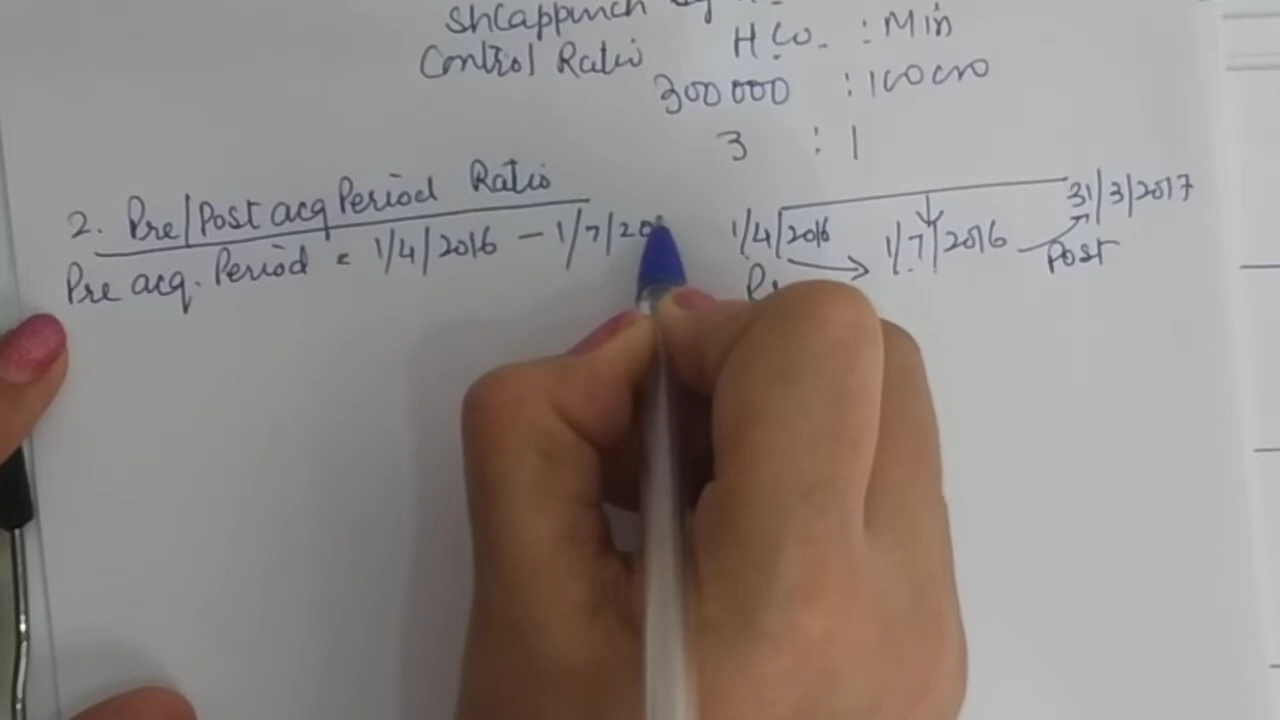 Control Ratio H.Co. : Min
300000 : 100000
3 : 1
2. Pre/Post acq Period Ratio
Pre acq. Period = 1/4/2016 - 1/7/20
1/4/2016 1/7/2016 Post 31/3/2017